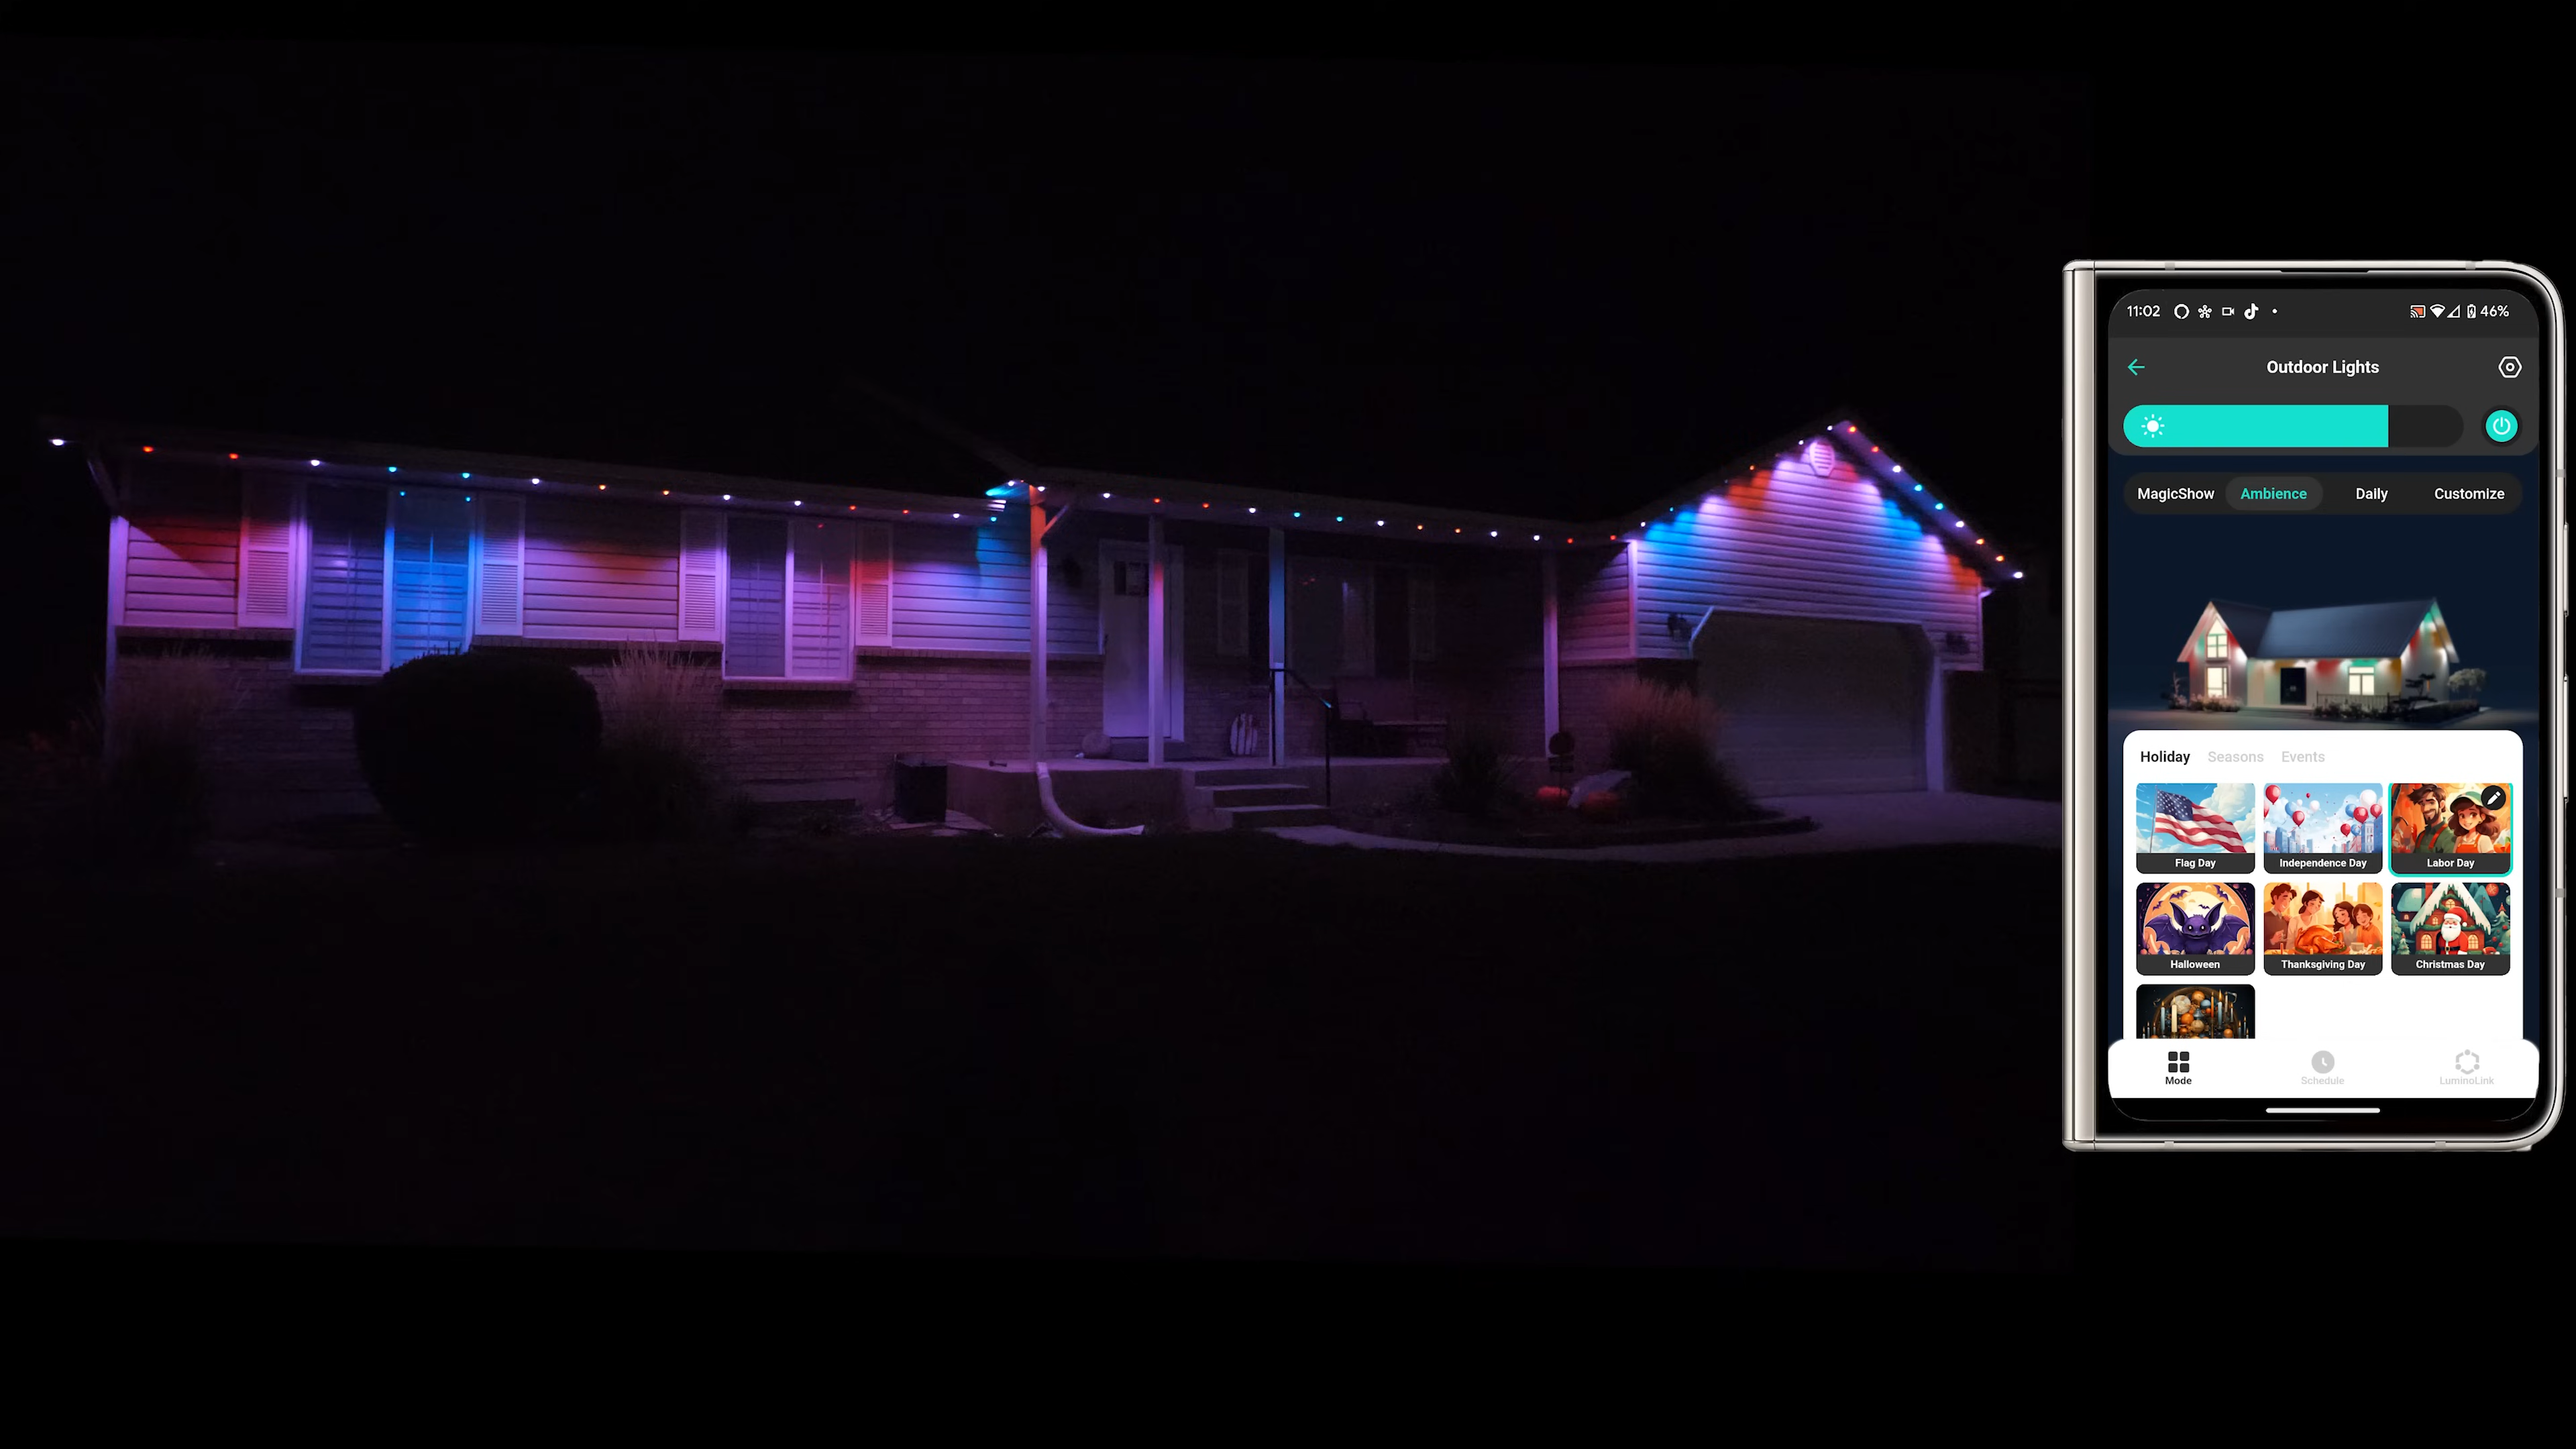 11:02
46%
Outdoor Lights
MagicShow Ambience Daily Customize
Holiday Seasons Events
Flag Day Independence Day Labor Day
Halloween Thanksgiving Day Christmas Day
Mode Schedule LuminoLink